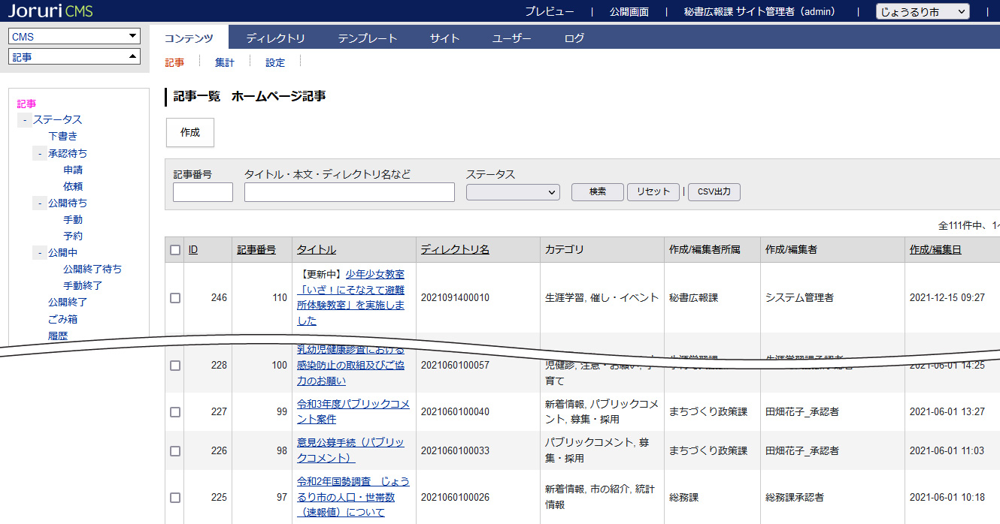 Joruri CMS
プレビュー | 公開画面 | 秘書広報課 サイト管理者（admin） | じょうるり市 |
CMS
記事
コンテンツ ディレクトリ テンプレート サイト ユーザー ログ
記事 集計 設定
記事
- ステータス
下書き
- 承認待ち
申請
依頼
- 公開待ち
手動
予約
- 公開中
公開終了待ち
手動終了
公開終了
ごみ箱
履歴
記事一覧 ホームページ記事
作成
記事番号 タイトル・本文・ディレクトリ名など ステータス
検索 リセット | CSV出力
全111件中、1
ID 記事番号 タイトル ディレクトリ名 カテゴリ 作成/編集者所属 作成/編集者 作成/編集日
【更新中】少年少女教室
「いざ！にそなえて避難
246 110 所体験教室」を実施しま 2021091400010 生涯学習, 催し・イベント 秘書広報課 システム管理者 2021-12-15 09:27
した
乳幼児健康診査における
228 100 感染防止の取組及びご協 2021060100057 児健診, 注意・お願い, 子 2021-06-01 14:25
力のお願い 育て
令和3年度パブリックコメ 新着情報, パブリックコメ
227 99 2021060100040 まちづくり政策課 田畑花子_承認者 2021-06-01 13:27
ント案件 ント, 募集・採用
意見公募手続（パブリッ パブリックコメント, 募
226 98 2021060100033 まちづくり政策課 田畑花子_承認者 2021-06-01 11:03
クコメント） 集・採用
令和2年国勢調査 じょう 新着情報, 市の紹介, 統計
225 97 るり市の人口・世帯数 2021060100026 総務課 総務課承認者 2021-06-01 10:18
（速報値）について 情報